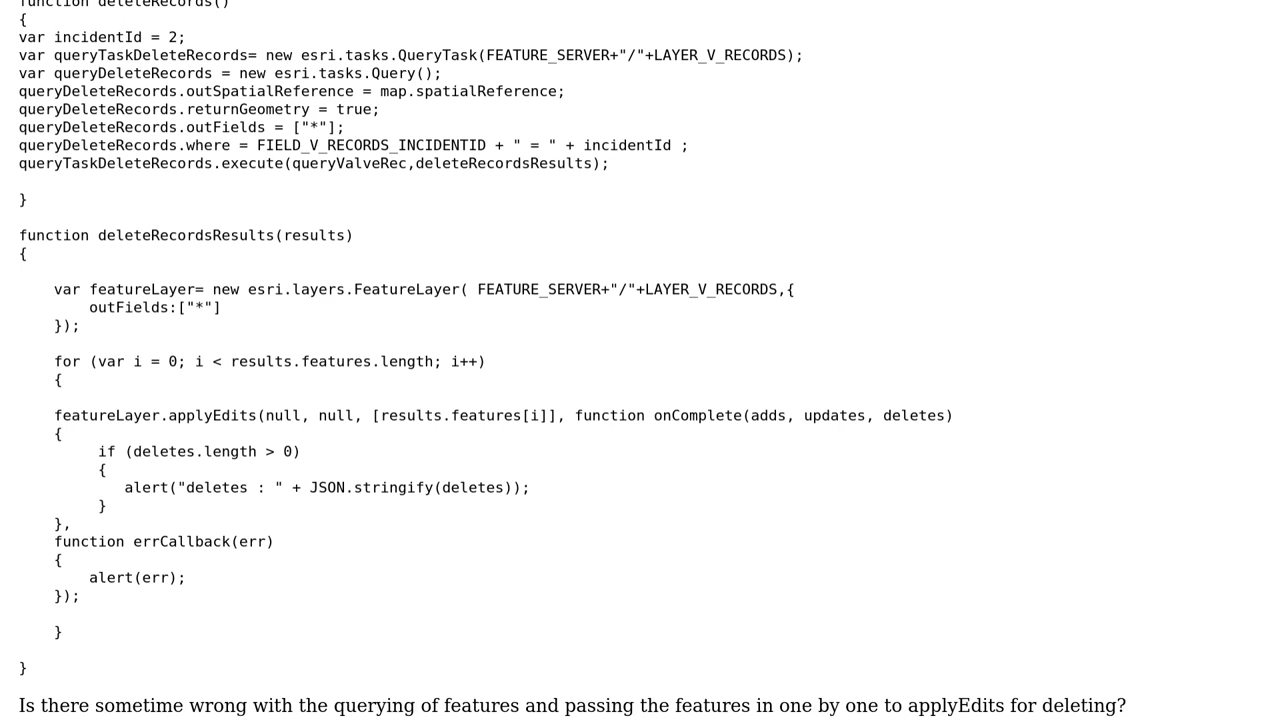 function deleteRecords()
{
var incidentId = 2;
var queryTaskDeleteRecords= new esri.tasks.QueryTask(FEATURE_SERVER+"/"+LAYER_V_RECORDS);
var queryDeleteRecords = new esri.tasks.Query();
queryDeleteRecords.outSpatialReference = map.spatialReference;
queryDeleteRecords.returnGeometry = true;
queryDeleteRecords.outFields = ["*"];
queryDeleteRecords.where = FIELD_V_RECORDS_INCIDENTID + " = " + incidentId ;
queryTaskDeleteRecords.execute(queryValveRec,deleteRecordsResults);
}
function deleteRecordsResults(results)
{
var featureLayer= new esri.layers.FeatureLayer( FEATURE_SERVER+"/"+LAYER_V_RECORDS,{
outFields:["*"]
});
for (var i = 0; i < results.features.length; i++)
{
featureLayer.applyEdits(null, null, [results.features[i]], function onComplete(adds, updates, deletes)
{
if (deletes.length > 0)
{
alert("deletes : " + JSON.stringify(deletes));
}
},
function errCallback(err)
{
alert(err);
});
}
}
Is there sometime wrong with the querying of features and passing the features in one by one to applyEdits for deleting?